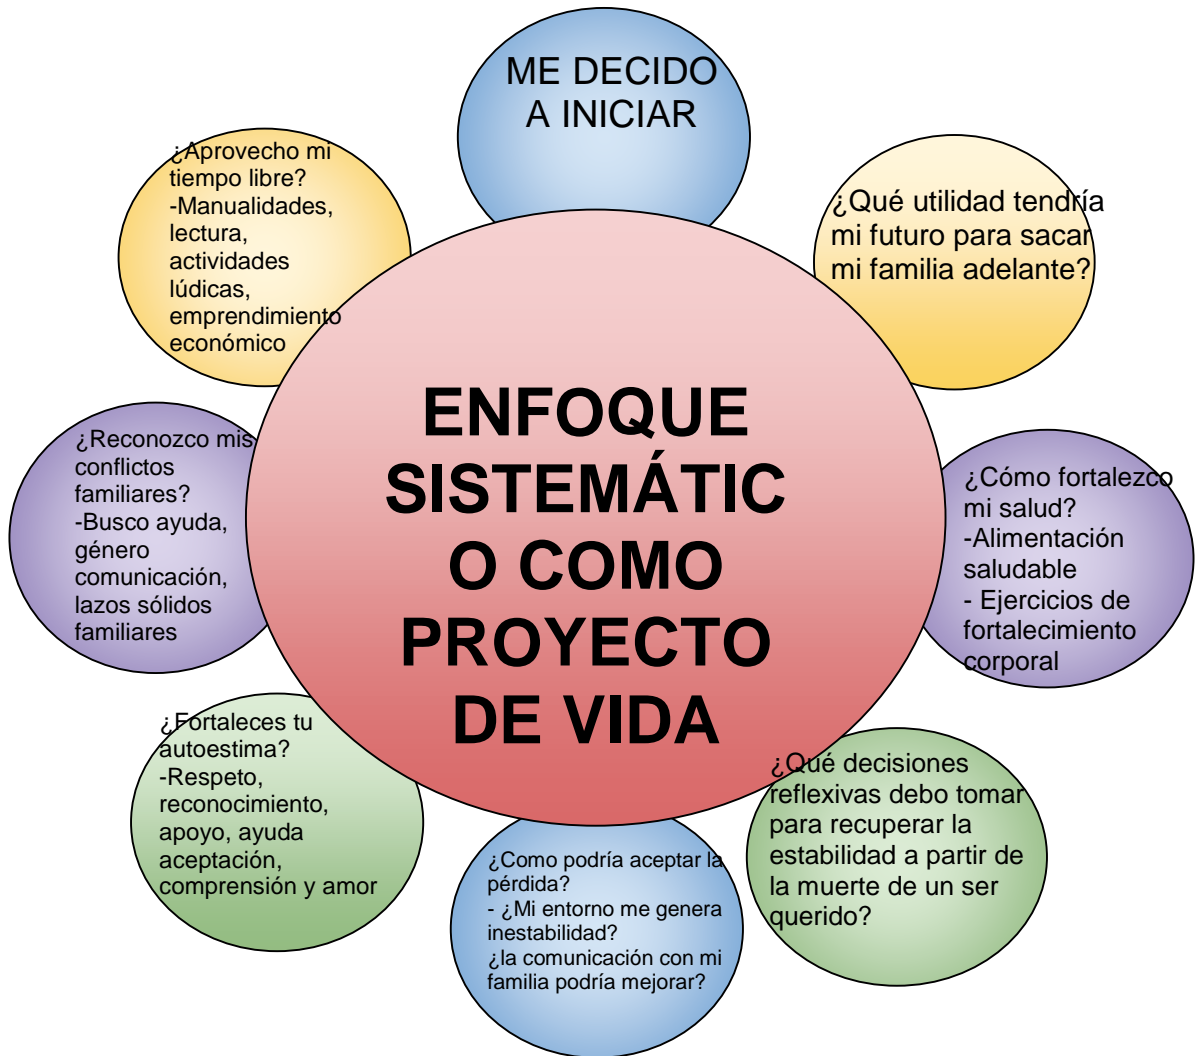 ME DECIDO
A INICIAR
¿Qué utilidad tendría
mi futuro para sacar
mi familia adelante?
¿Cómo fortalezco
mi salud?
-Alimentación
saludable
- Ejercicios de
fortalecimiento
corporal
¿Qué decisiones
reflexivas debo tomar
para recuperar la
estabilidad a partir de
la muerte de un ser
querido?
¿Como podría aceptar la
pérdida?
- ¿Mi entorno me genera
inestabilidad?
¿la comunicación con mi
familia podría mejorar?
¿Fortaleces tu
autoestima?
-Respeto,
reconocimiento,
apoyo, ayuda
aceptación,
comprensión y amor
¿Reconozco mis
conflictos
familiares?
-Busco ayuda,
género
comunicación,
lazos sólidos
familiares
¿Aprovecho mi
tiempo libre?
-Manualidades,
lectura,
actividades
lúdicas,
emprendimiento
económico
ENFOQUE
SISTEMÁTIC
O COMO
PROYECTO
DE VIDA